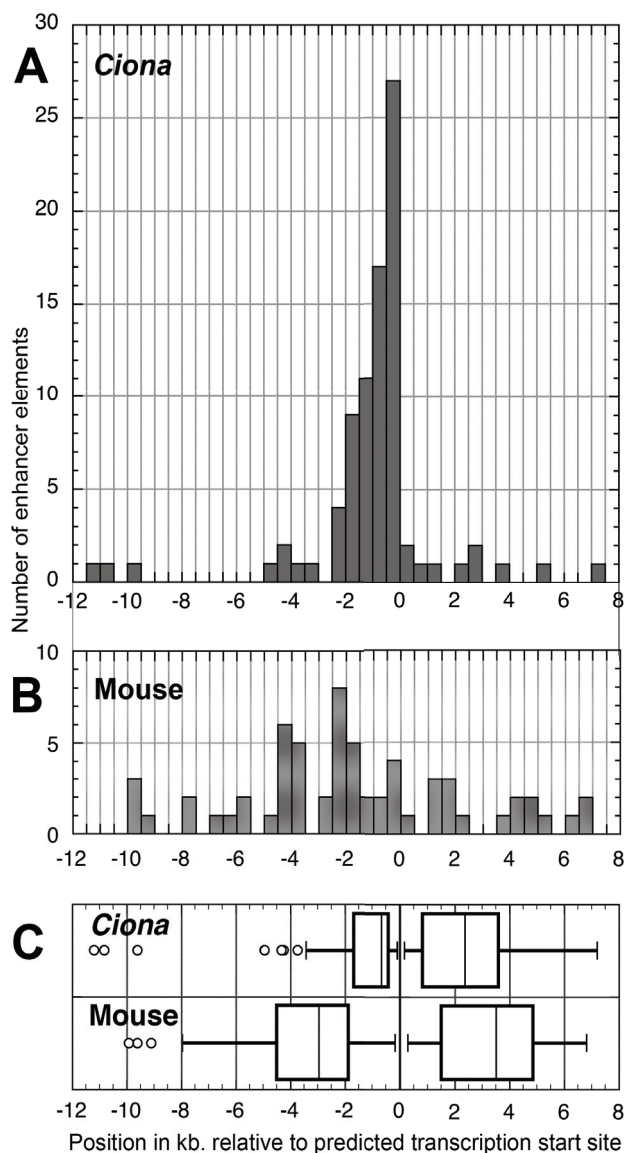 A
Ciona
30
25
20
15
10
5
0
Number of enhancer elements
-12 -10 -8 -6 -4 -2 0 2 4 6 8
B
Mouse
10
5
0
-12 -10 -8 -6 -4 -2 0 2 4 6 8
C
Ciona
Mouse
-12 -10 -8 -6 -4 -2 0 2 4 6 8
Position in kb. relative to predicted transcription start site